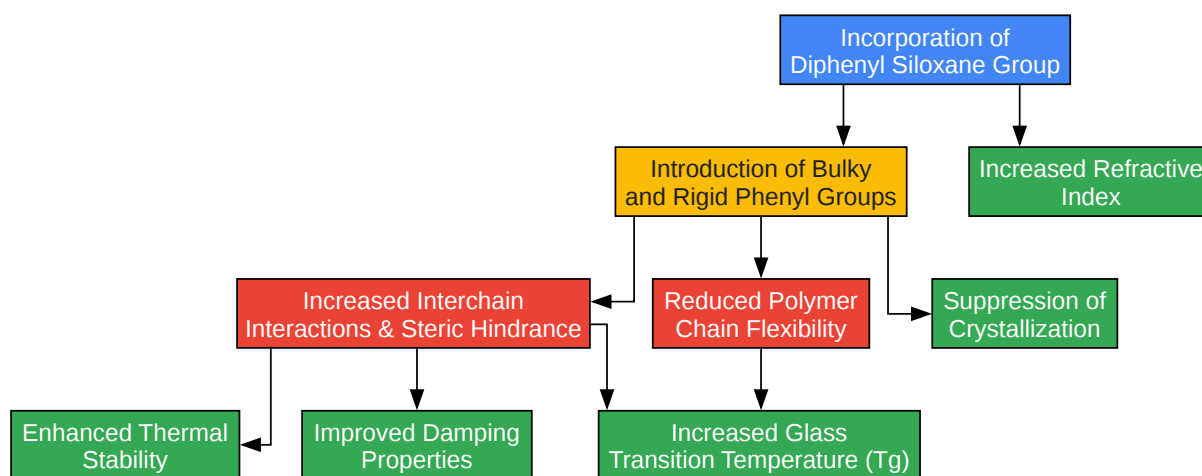 Incorporation of
Diphenyl Siloxane Group
Introduction of Bulky
and Rigid Phenyl Groups
Increased Refractive
Index
Increased Interchain
Interactions & Steric Hindrance
Reduced Polymer
Chain Flexibility
Suppression of
Crystallization
Enhanced Thermal
Stability
Improved Damping
Properties
Increased Glass
Transition Temperature (Tg)